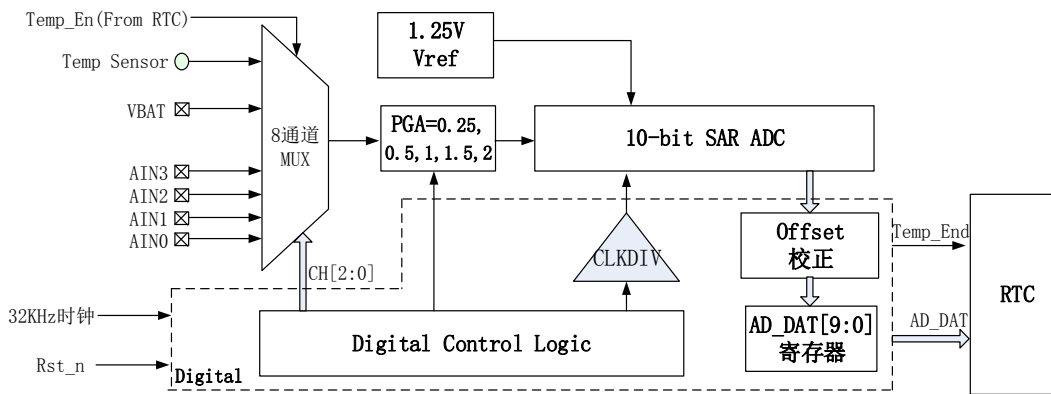 Temp_En(From RTC)
Temp Sensor
VBAT
AIN3
AIN2
AIN1
AIN0
8通道
MUX
1.25V
Vref
PGA=0.25,
0.5,1,1.5,2
10-bit SAR ADC
CH[2:0]
CLKDIV
Offset
校正
Temp_End
RTC
32KHz时钟
Rst_n
Digital Control Logic
AD_DAT[9:0]
寄存器
AD_DAT
Digital